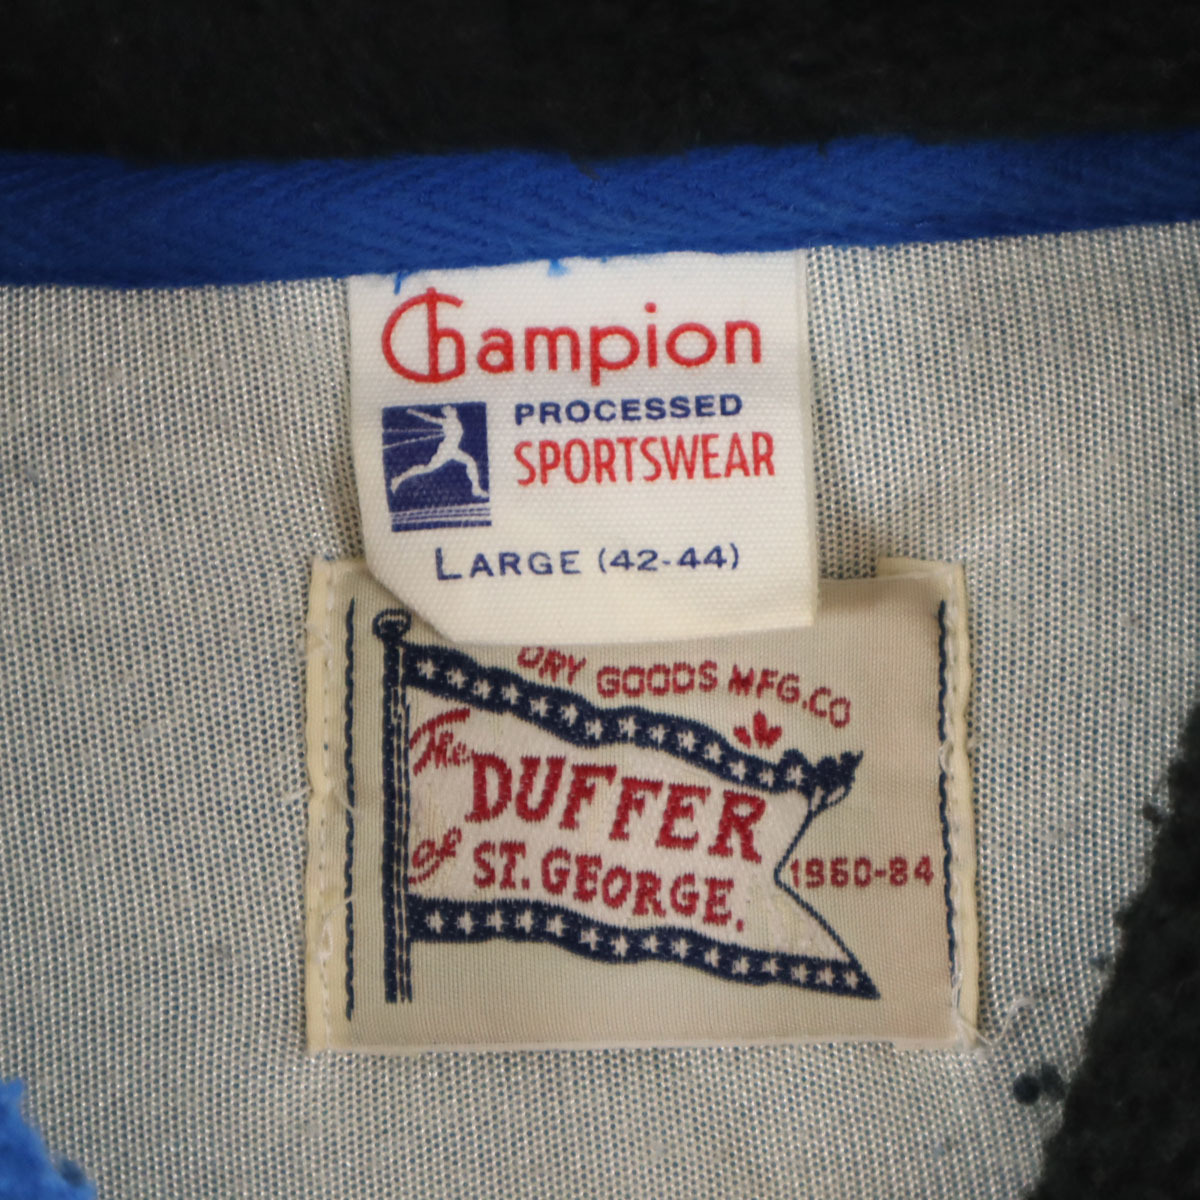 Champion
PROCESSED
SPORTSWEAR
LARGE (42-44)
DRY GOODS MFG.CO
The
DUFFER
of ST. GEORGE.
1960-84